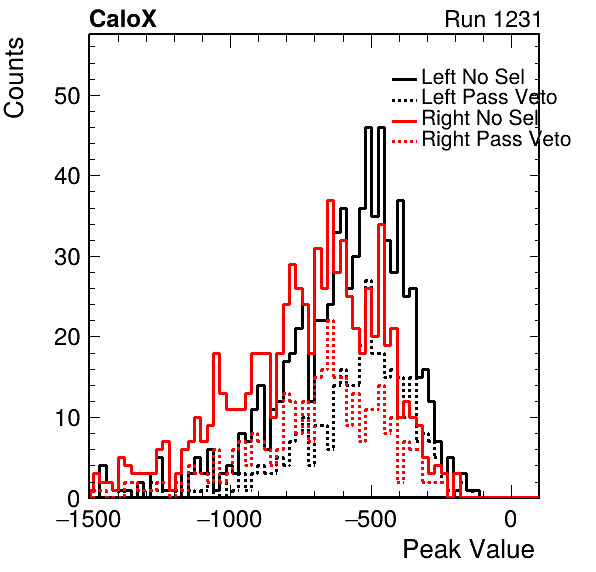 CaloX Run 1231
Counts
Left No Sel
Left Pass Veto
Right No Sel
Right Pass Veto
50
40
30
20
10
0
−1500 −1000 −500 0
Peak Value